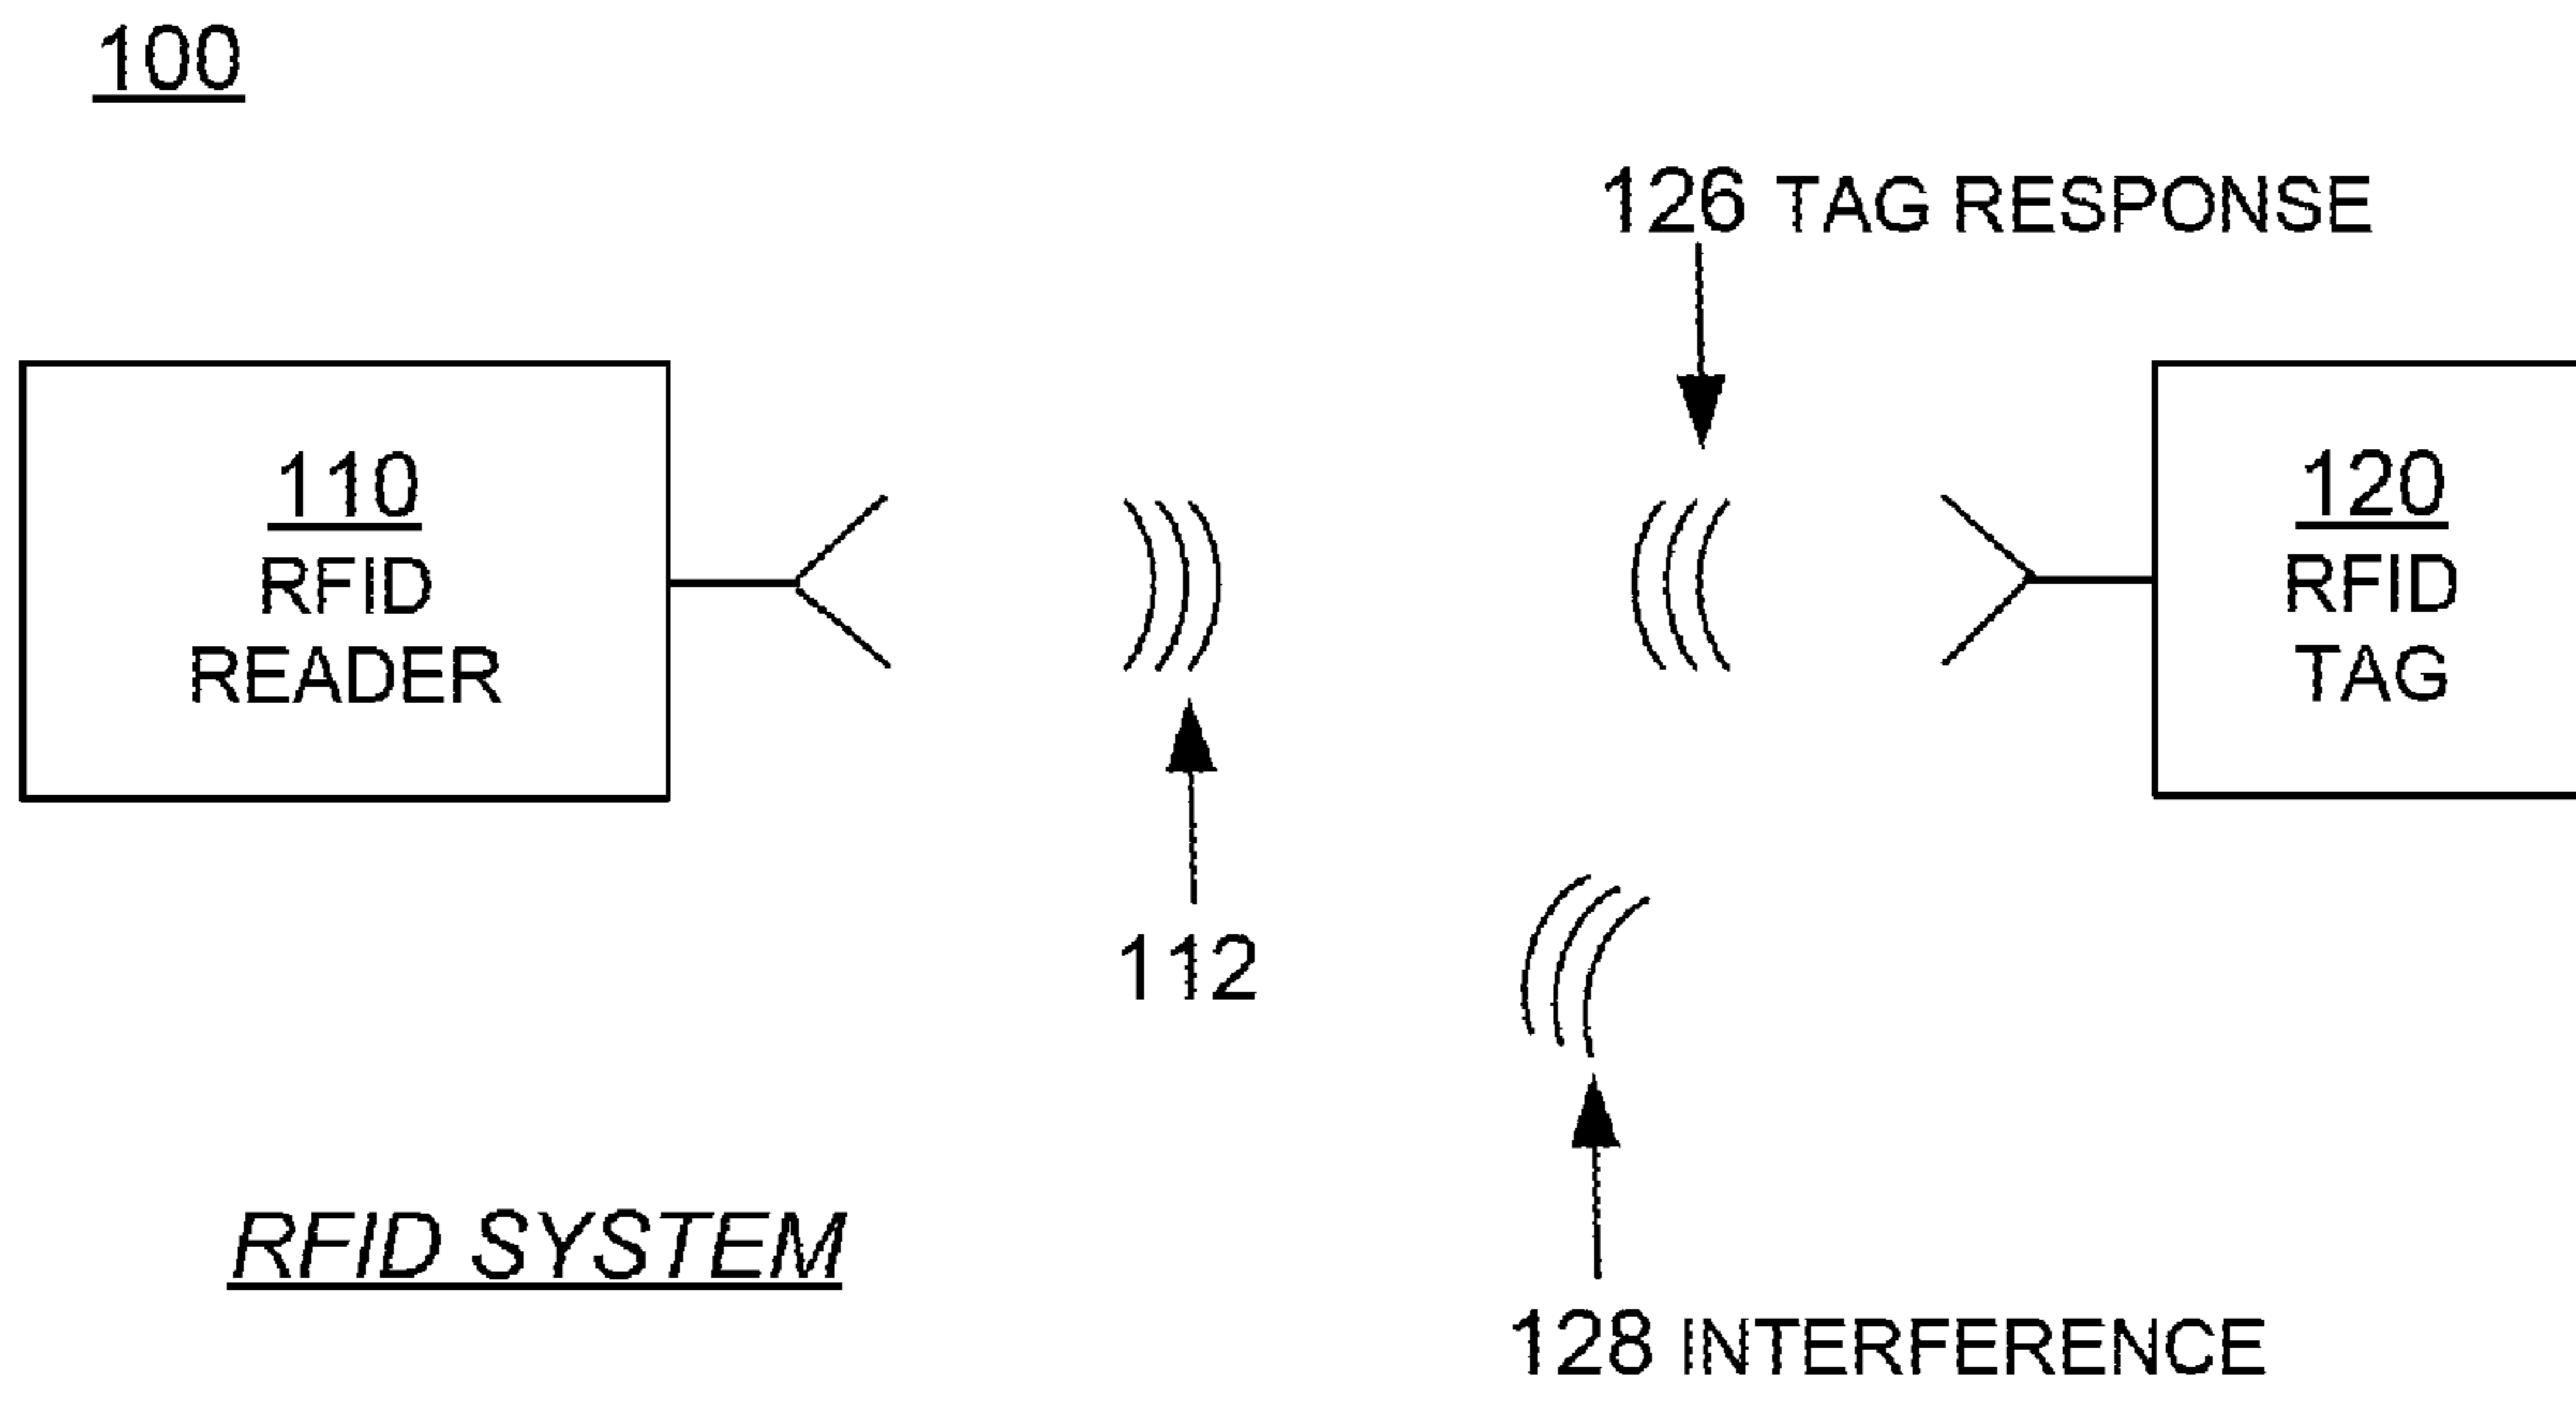 100
126 TAG RESPONSE
110
RFID
READER
120
RFID
TAG
112
RFID SYSTEM
128 INTERFERENCE